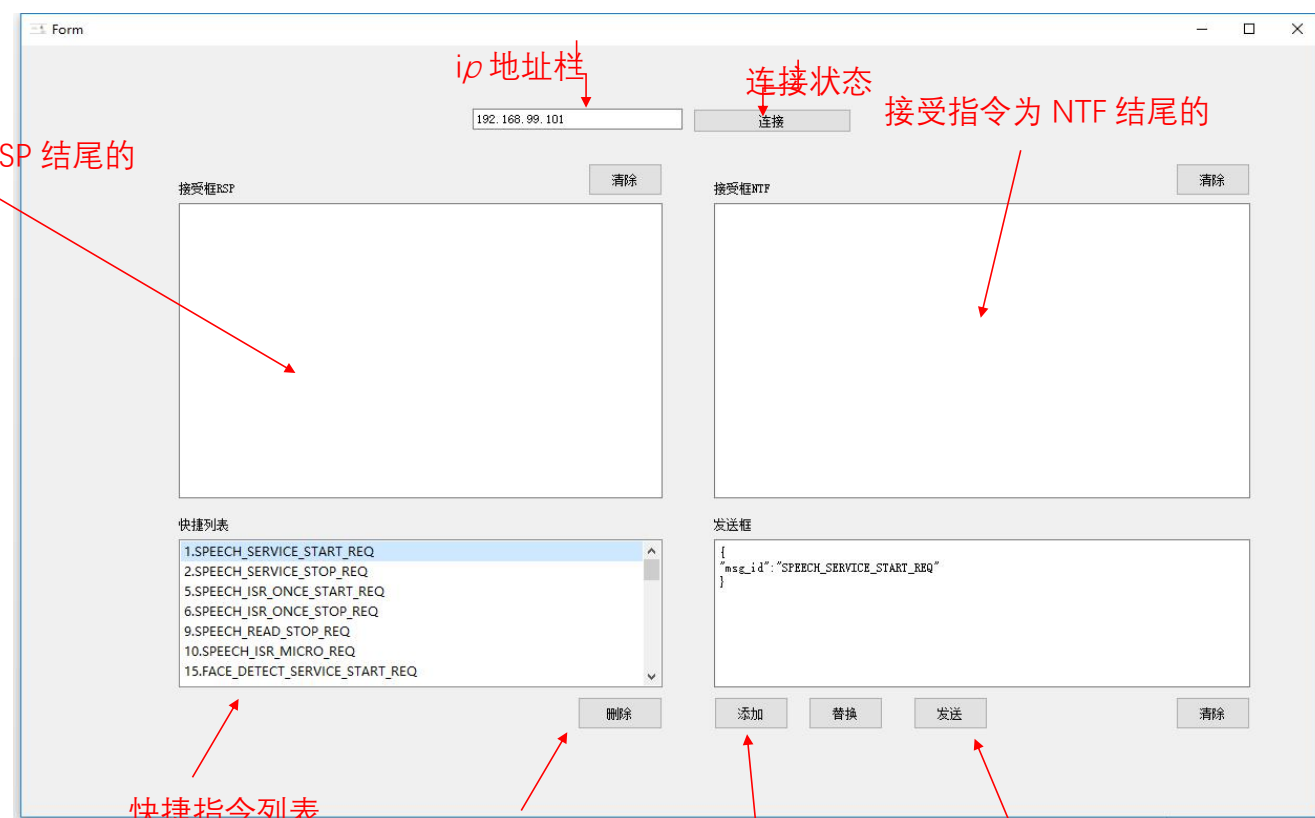 Form
ip 地址栏
连接状态
接受指令为 NTF 结尾的
192.168.99.101
连接
SP 结尾的
接受框RSP
清除
接受框NTF
清除
快捷列表
发送框
1.SPEECH_SERVICE_START_REQ
2.SPEECH_SERVICE_STOP_REQ
5.SPEECH_ISR_ONCE_START_REQ
6.SPEECH_ISR_ONCE_STOP_REQ
9.SPEECH_READ_STOP_REQ
10.SPEECH_ISR_MICRO_REQ
15.FACE_DETECT_SERVICE_START_REQ
{
"msg_id":"SPEECH_SERVICE_START_REQ"
}
删除
添加
替换
发送
清除
快捷指令列表